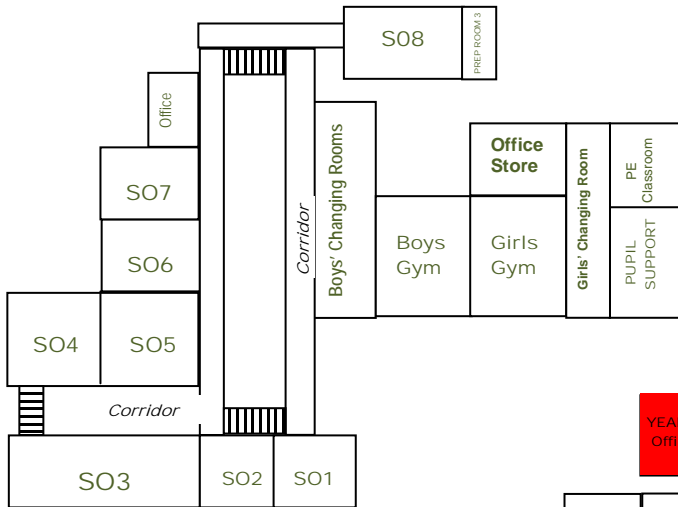 S08
PREP ROOM 3
Office
Office
Store
PE
Classroom
SO7
Boys' Changing Rooms
Girls' Changing Room
Corridor
Boys
Gym
Girls
Gym
PUPIL
SUPPORT
SO6
SO4
SO5
Corridor
SO3
SO2
SO1